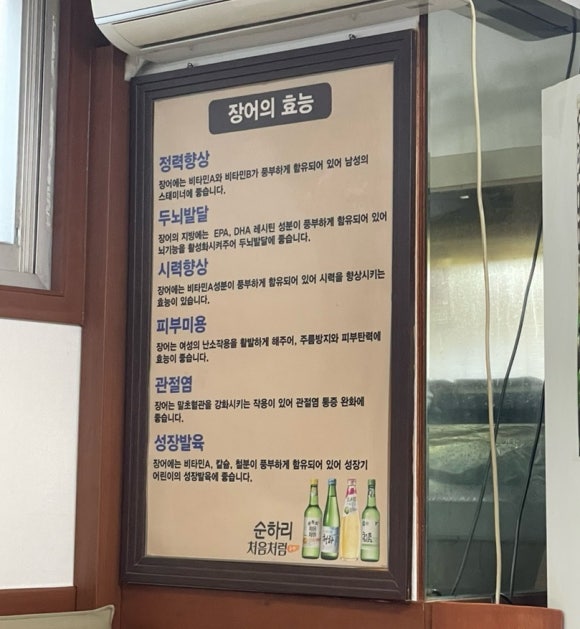 장어의 효능
정력향상
장어에는 비타민A와 비타민B가 풍부하게 함유되어 있어 남성의
스태미너에 좋습니다.
두뇌발달
장어의 지방에는 EPA, DHA 레시틴 성분이 풍부하게 함유되어 있어
뇌기능을 활성화시켜주어 두뇌발달에 좋습니다.
시력향상
장어에는 비타민A성분이 풍부하게 함유되어 있어 시력을 향상시키는
효능이 있습니다.
피부미용
장어는 여성의 난소작용을 활발하게 해주어, 주름방지와 피부탄력에
효능이 좋습니다.
관절염
장어는 말초혈관을 강화시키는 작용이 있어 관절염 통증 완화에
좋습니다.
성장발육
장어에는 비타민A, 칼슘, 철분이 풍부하게 함유되어 있어 성장기
어린이의 성장발육에 좋습니다.
순하리
처음처럼